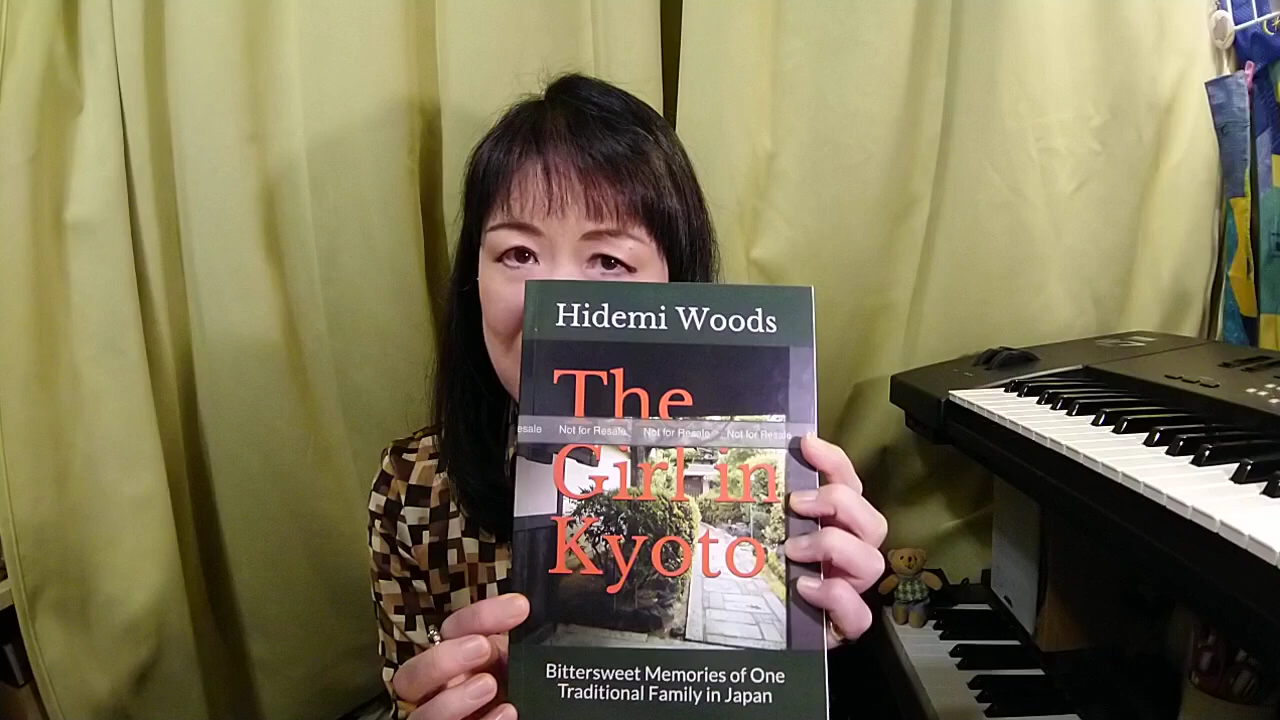 Hidemi Woods
The
esale Not for Resale Not for Resale Not for Resale
Girl in
Kyoto
Bittersweet Memories of One
Traditional Family in Japan